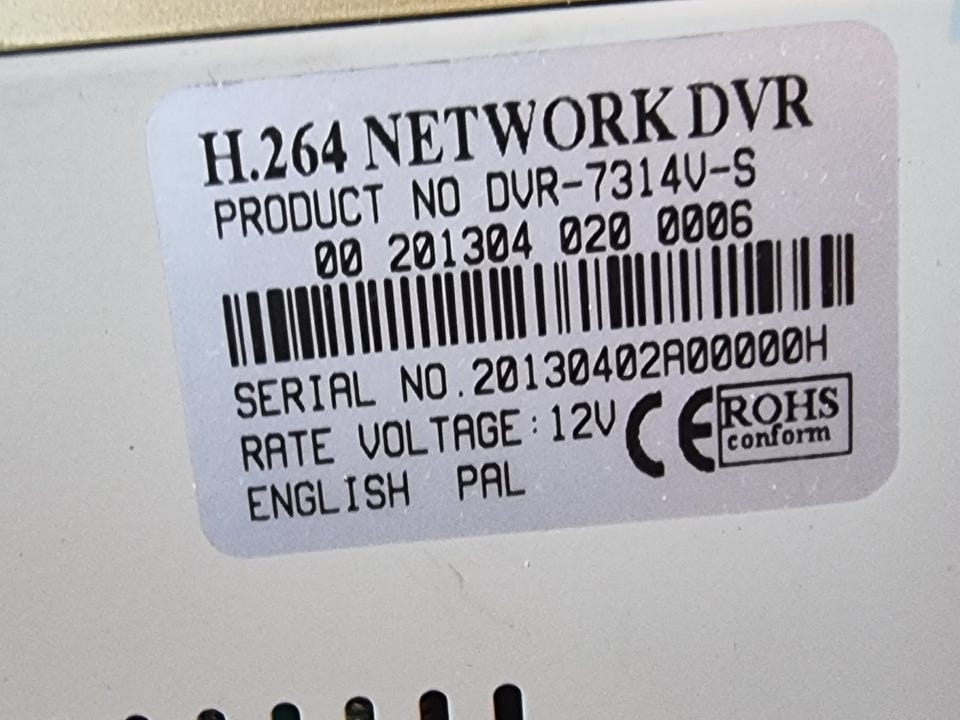 H.264 NETWORK DVR
PRODUCT NO DVR-7314V-S
00 201304 020 0006
SERIAL NO.20130402A00000H
RATE VOLTAGE:12V CE ROHS
conform
ENGLISH PAL